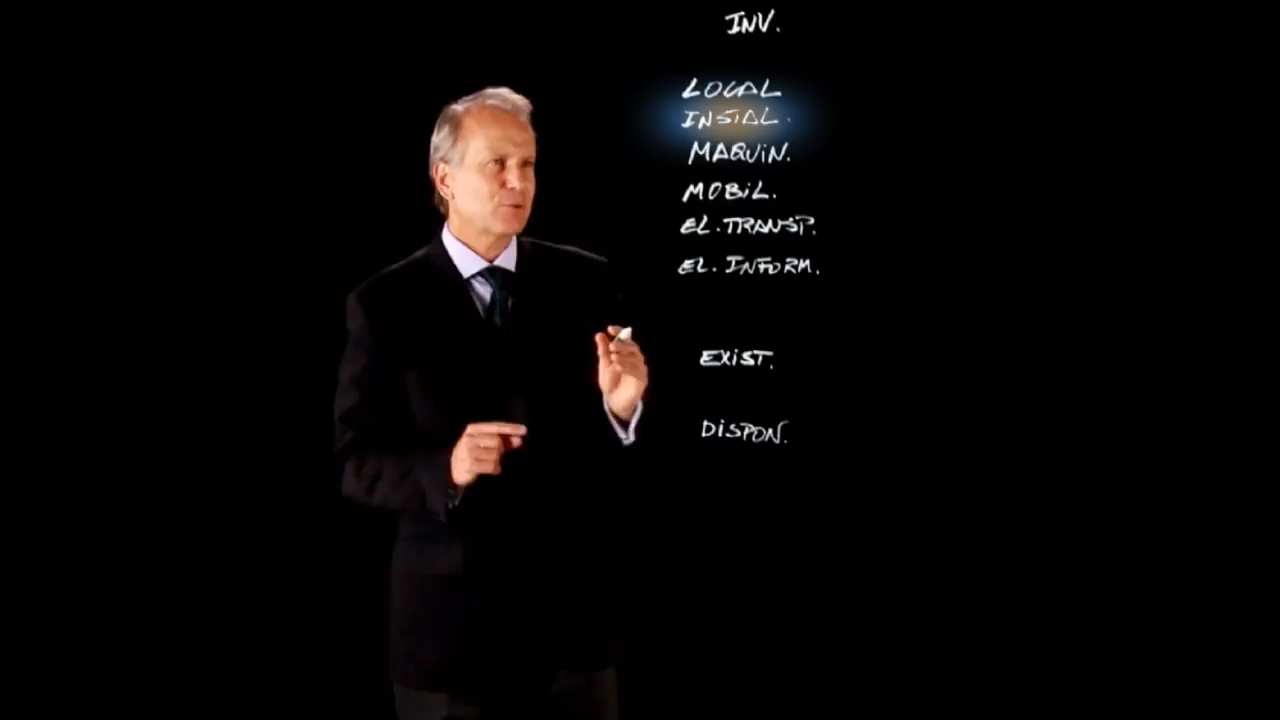 INV.
LOCAL
INSTAL.
MAQUIN.
MOBIL.
EL. TRANSP.
EL. INFORM.
EXIST.
DISPON.